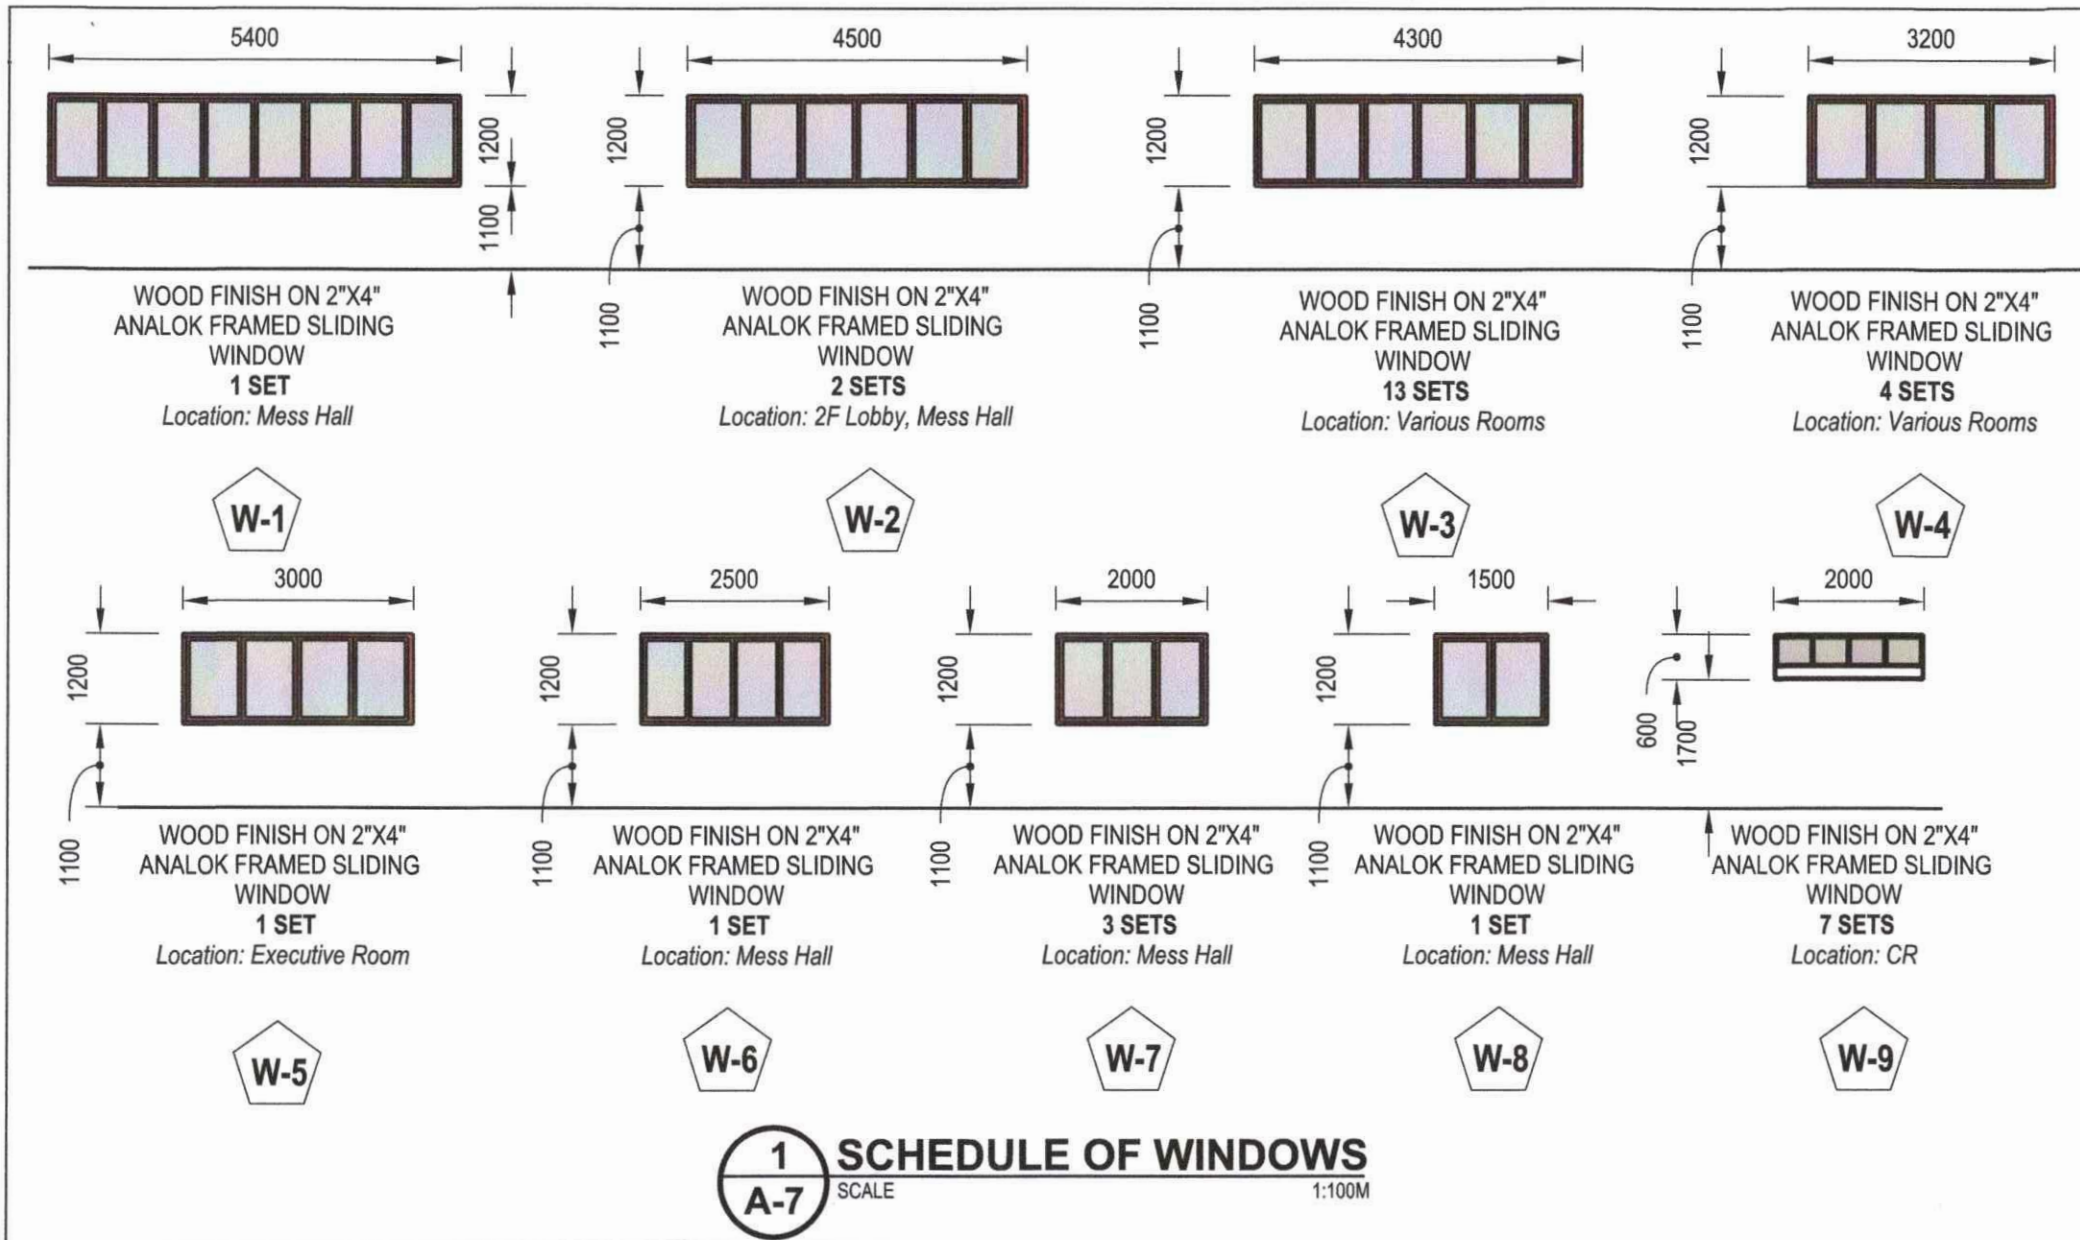 5400
1200
1100
WOOD FINISH ON 2"X4"
ANALOK FRAMED SLIDING
WINDOW
1 SET
Location: Mess Hall
W-1
4500
1200
1100
WOOD FINISH ON 2"X4"
ANALOK FRAMED SLIDING
WINDOW
2 SETS
Location: 2F Lobby, Mess Hall
W-2
4300
1200
1100
WOOD FINISH ON 2"X4"
ANALOK FRAMED SLIDING
WINDOW
13 SETS
Location: Various Rooms
W-3
3200
1200
1100
WOOD FINISH ON 2"X4"
ANALOK FRAMED SLIDING
WINDOW
4 SETS
Location: Various Rooms
W-4
3000
1200
1100
WOOD FINISH ON 2"X4"
ANALOK FRAMED SLIDING
WINDOW
1 SET
Location: Executive Room
W-5
2500
1200
1100
WOOD FINISH ON 2"X4"
ANALOK FRAMED SLIDING
WINDOW
1 SET
Location: Mess Hall
W-6
2000
1200
1100
WOOD FINISH ON 2"X4"
ANALOK FRAMED SLIDING
WINDOW
3 SETS
Location: Mess Hall
W-7
1500
1200
1100
WOOD FINISH ON 2"X4"
ANALOK FRAMED SLIDING
WINDOW
1 SET
Location: Mess Hall
W-8
2000
600
1700
WOOD FINISH ON 2"X4"
ANALOK FRAMED SLIDING
WINDOW
7 SETS
Location: CR
W-9
1
A-7
SCHEDULE OF WINDOWS
SCALE 1:100M